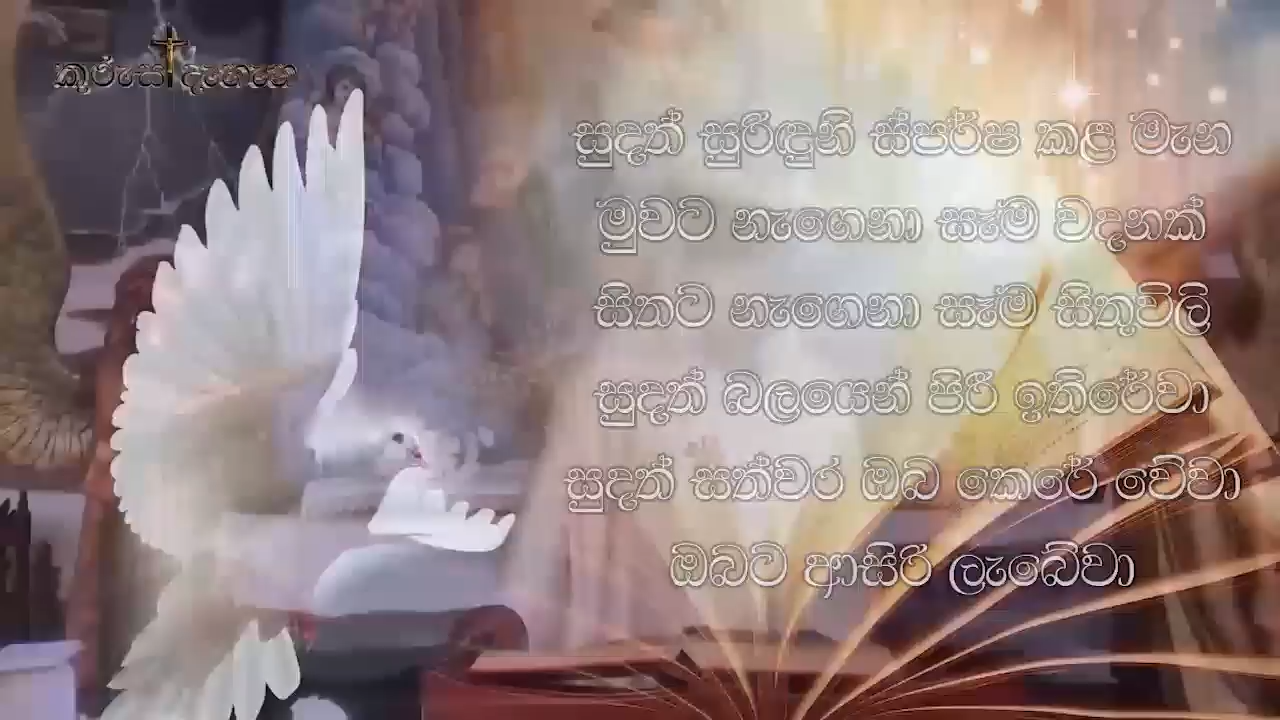 කුරුසේ දැහැන
සුදත් සුරිඳුනි ස්පර්ෂ කළ මැන
මුවට නැගෙනා සෑම වදනක්
සිතට නැගෙනා සෑම සිතුවිලි
සුදත් බලයෙන් පිරී ඉතිරේවා
සුදත් සත්වර ඔබ කෙරේ වේවා
ඔබට ආසිරි ලැබේවා